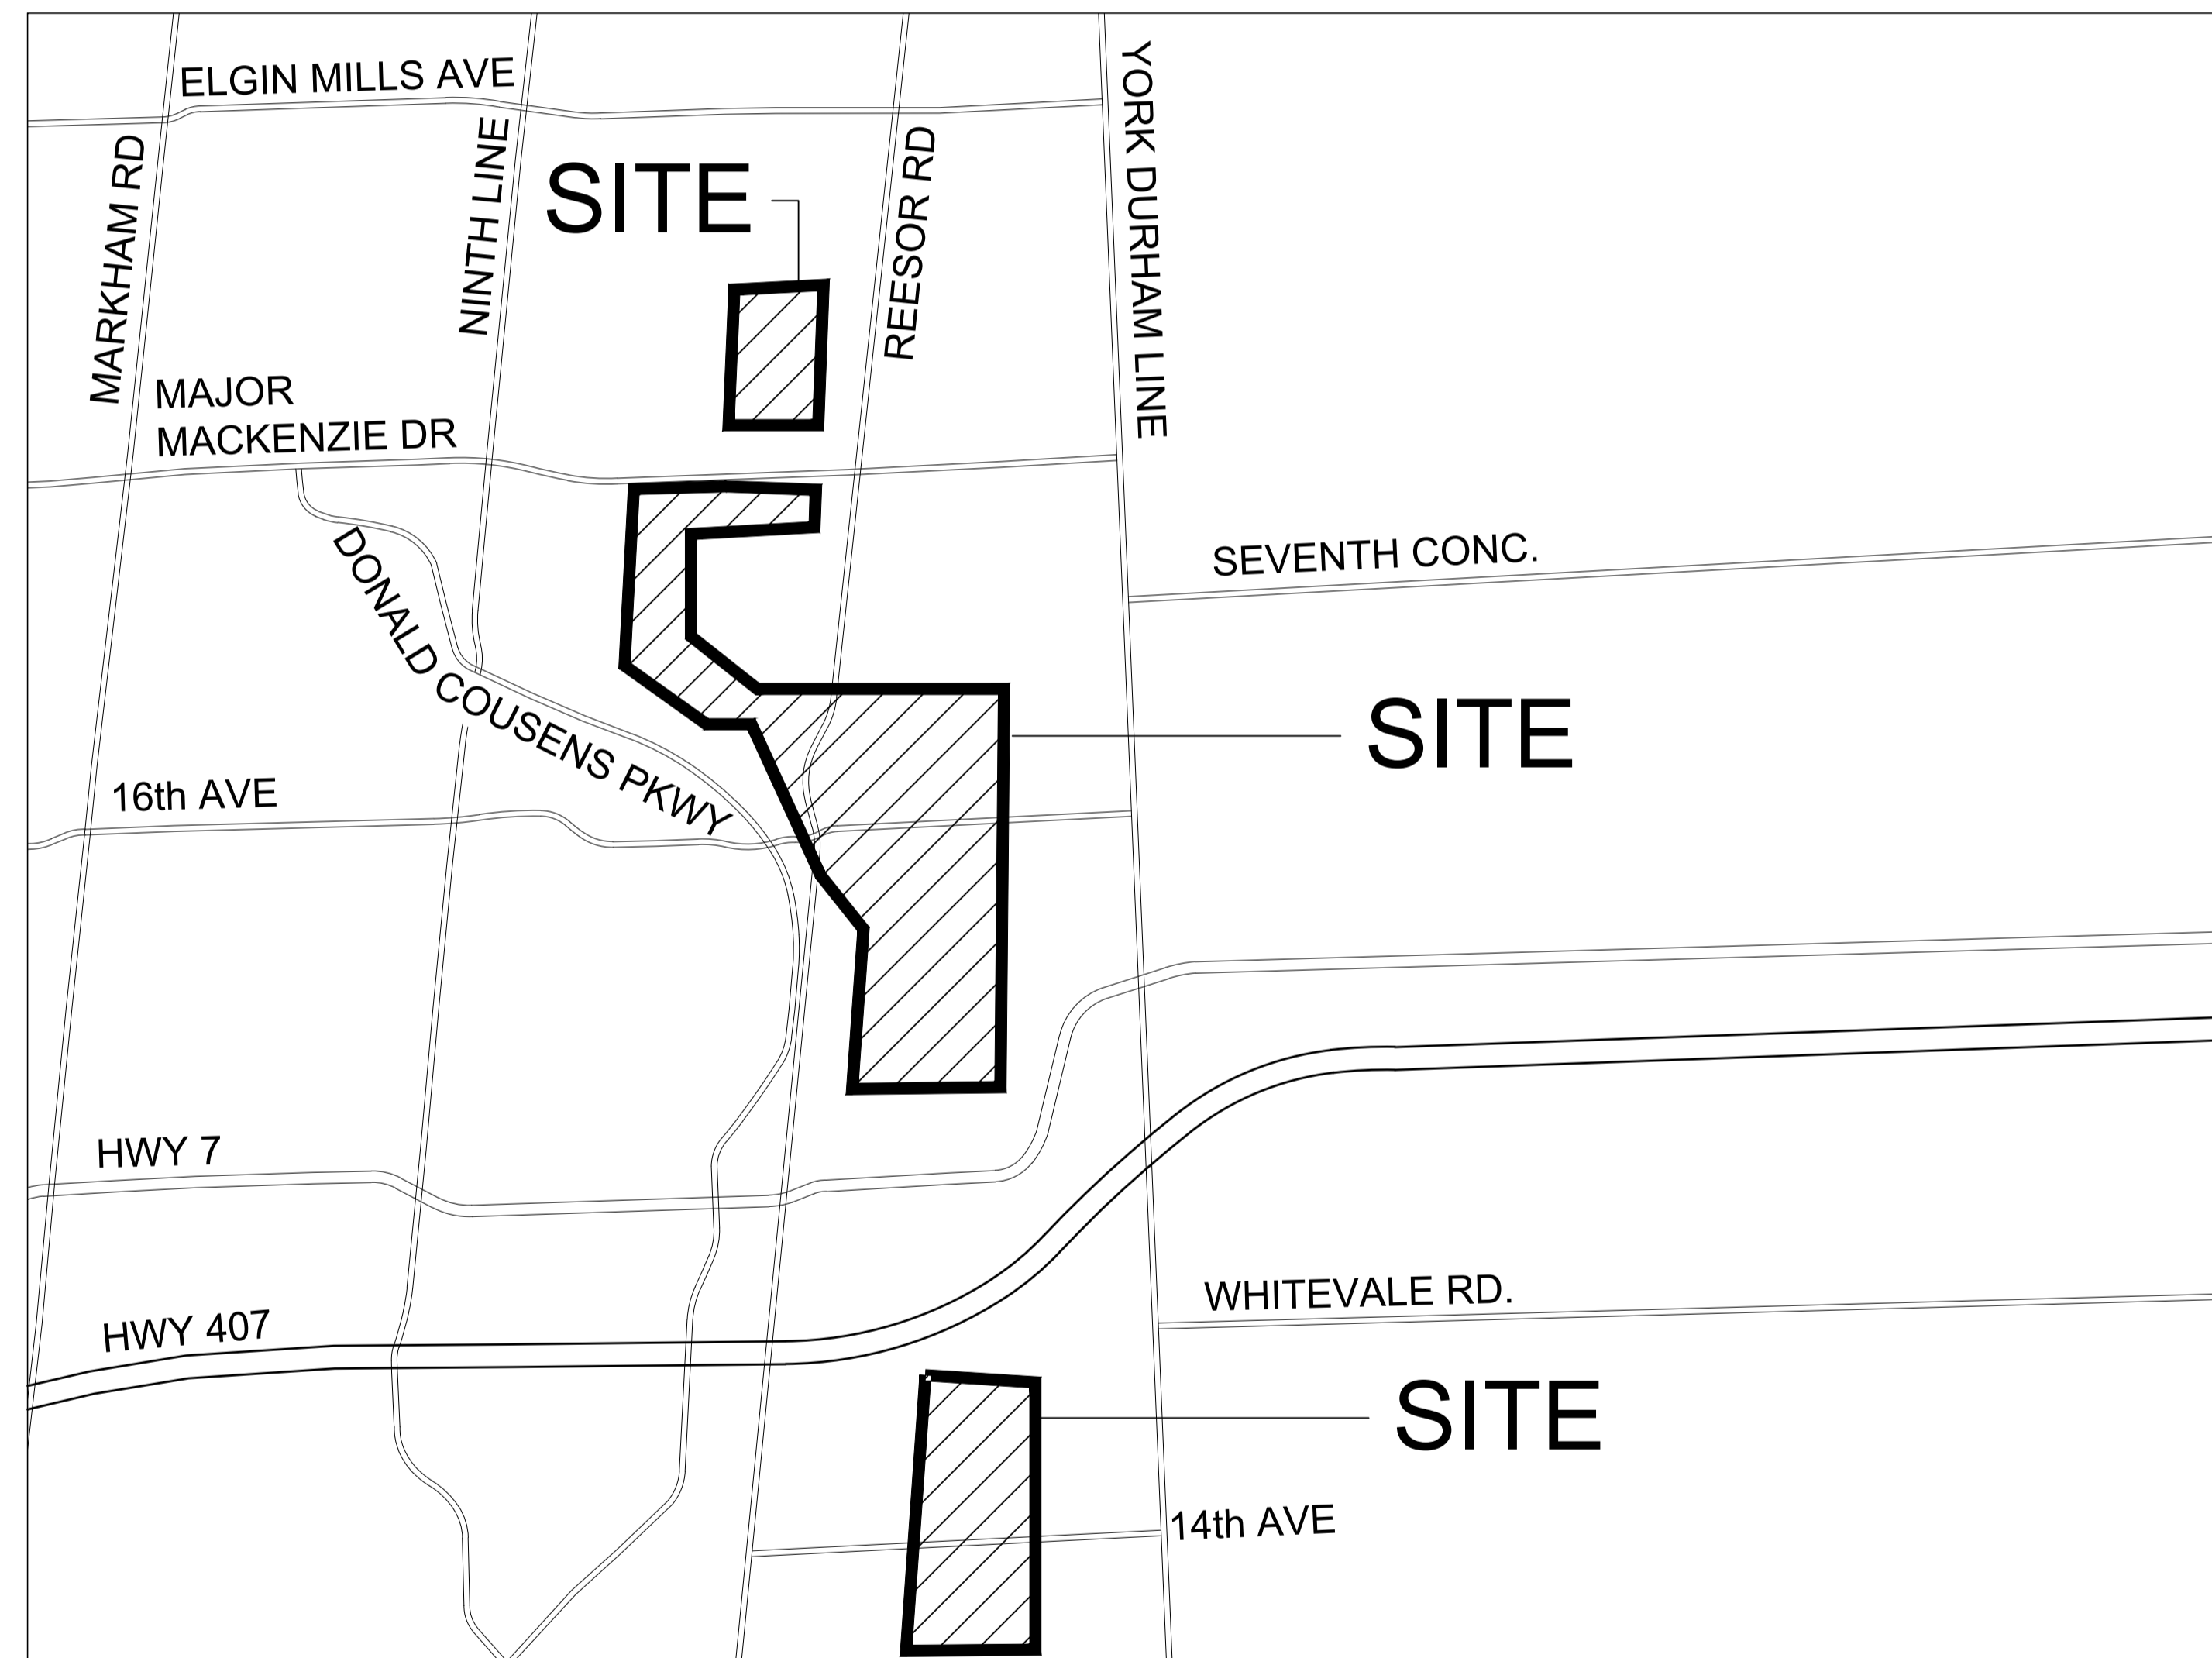 ELGIN MILLS AVE
YORK DURHAM LINE
MARKHAM RD
NINTH LINE
REESOR RD
SITE
MAJOR
MACKENZIE DR
SEVENTH CONC.
DONALD COUSENS PKWY
SITE
16th AVE
HWY 7
WHITEVALE RD.
HWY 407
SITE
14th AVE